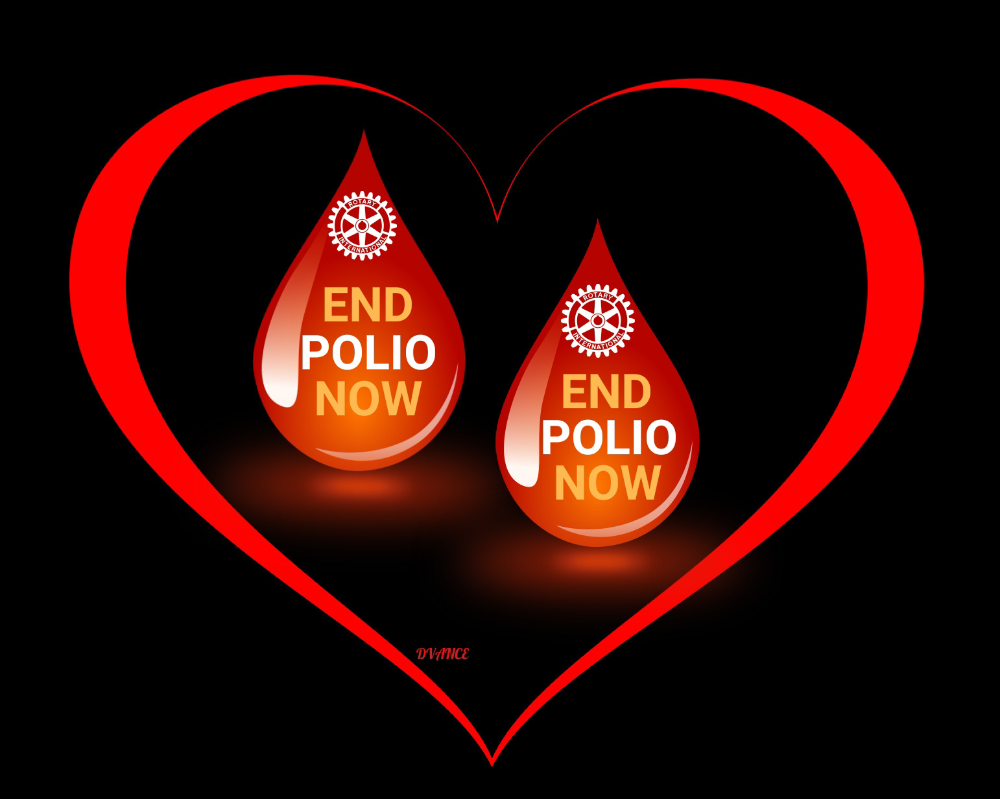 ROTARY
INTERNATIONAL
END
POLIO
NOW
ROTARY
INTERNATIONAL
END
POLIO
NOW
DVANCE